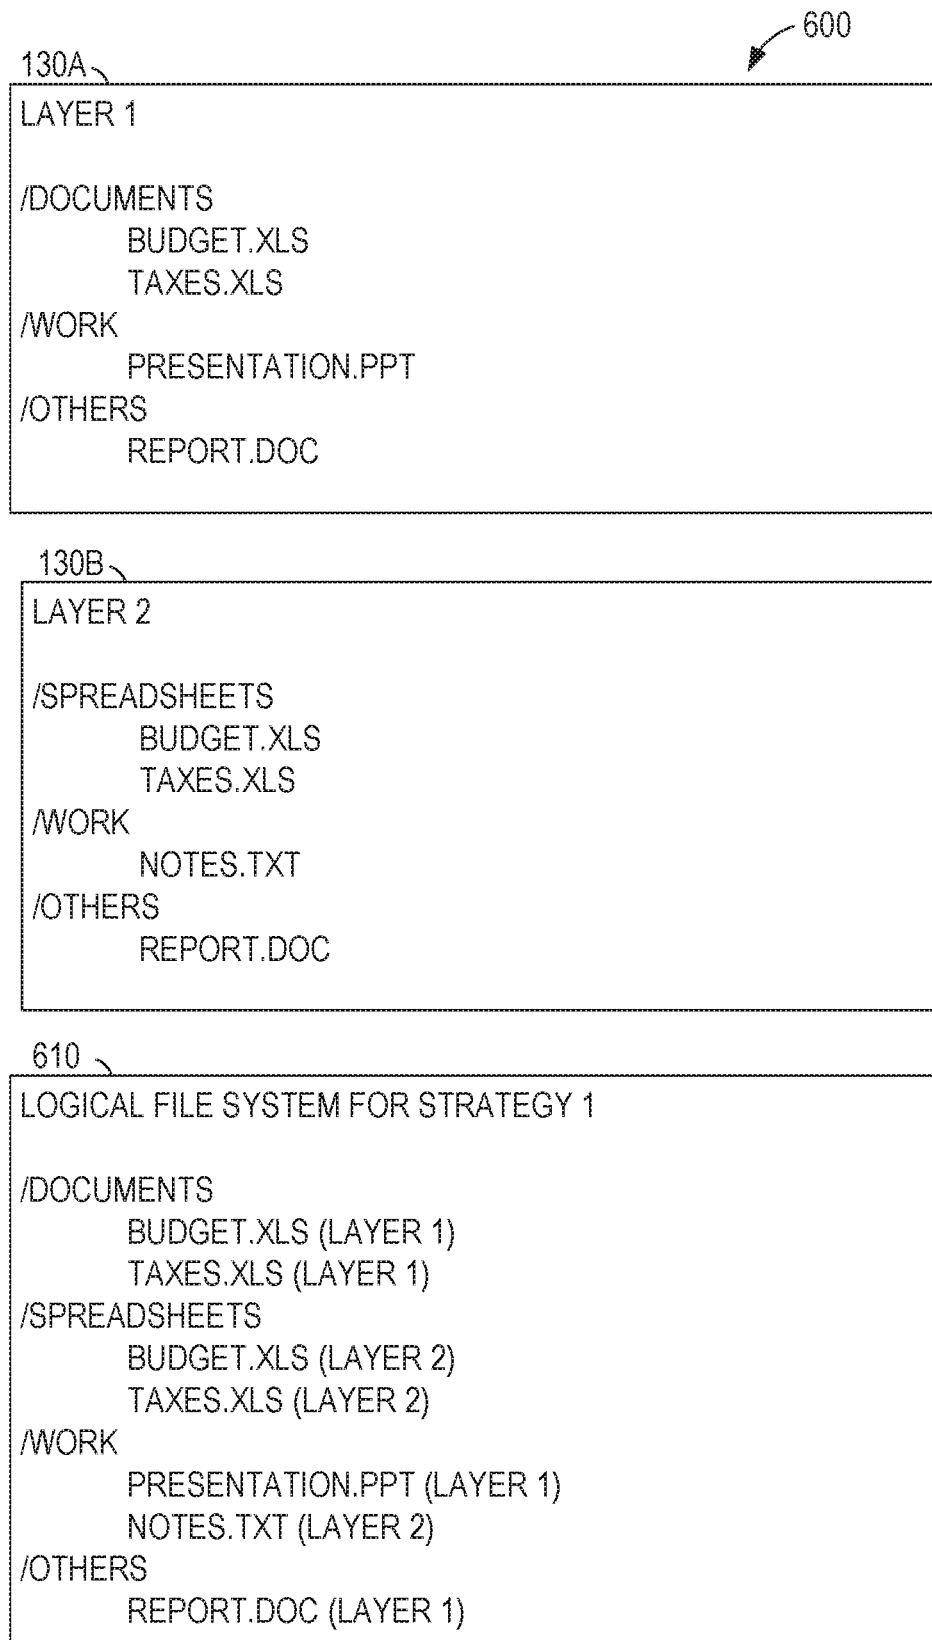 600
130A
LAYER 1
/DOCUMENTS
BUDGET.XLS
TAXES.XLS
/WORK
PRESENTATION.PPT
/OTHERS
REPORT.DOC
130B
LAYER 2
/SPREADSHEETS
BUDGET.XLS
TAXES.XLS
/WORK
NOTES.TXT
/OTHERS
REPORT.DOC
610
LOGICAL FILE SYSTEM FOR STRATEGY 1
/DOCUMENTS
BUDGET.XLS (LAYER 1)
TAXES.XLS (LAYER 1)
/SPREADSHEETS
BUDGET.XLS (LAYER 2)
TAXES.XLS (LAYER 2)
/WORK
PRESENTATION.PPT (LAYER 1)
NOTES.TXT (LAYER 2)
/OTHERS
REPORT.DOC (LAYER 1)